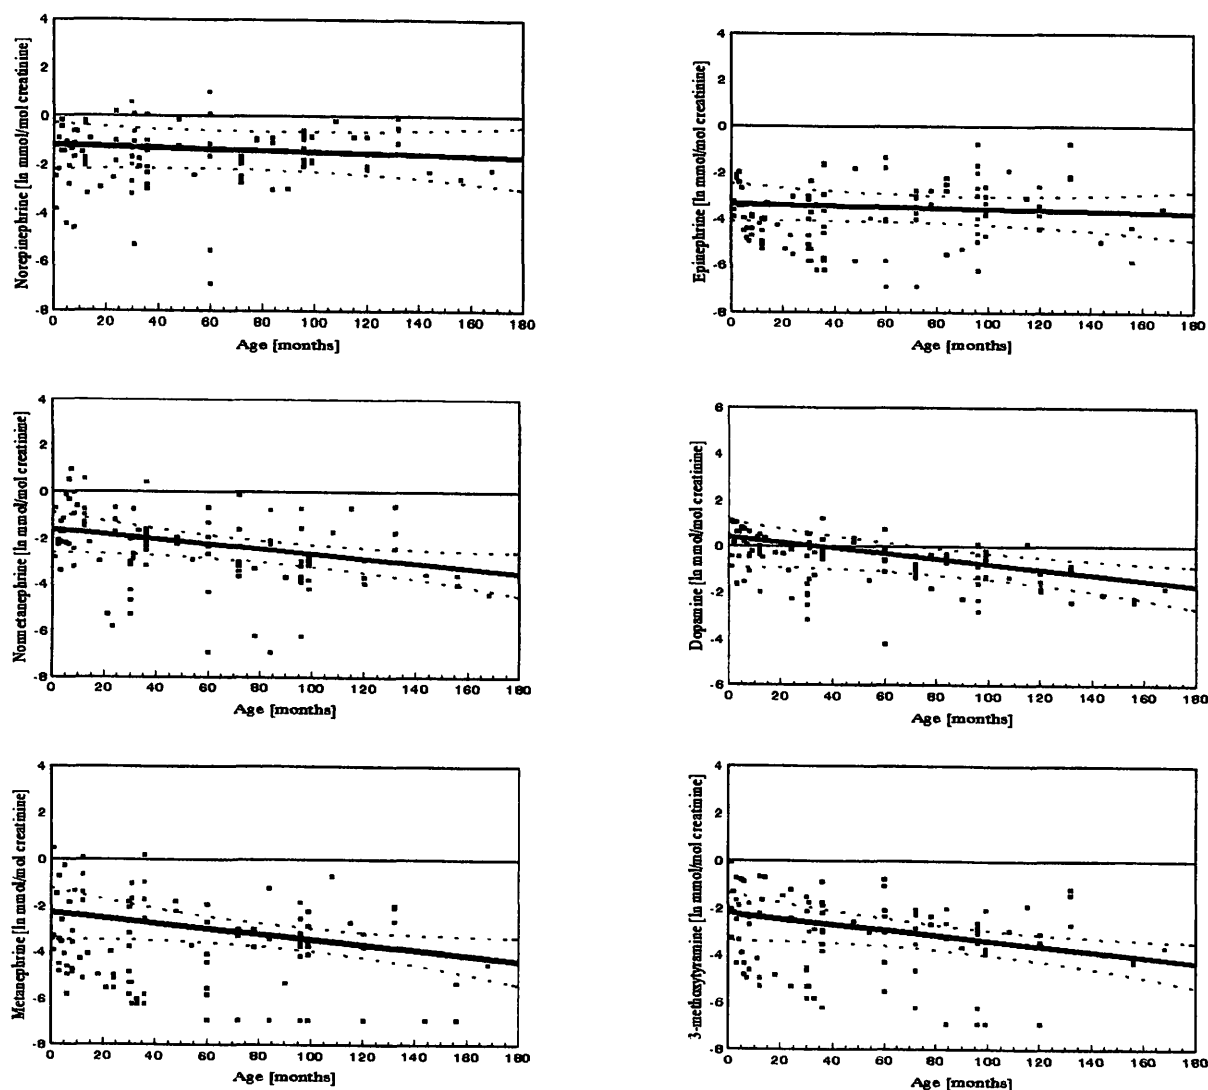 Norepinephrine [ln mmol/mol creatinine]
4
2
0
-2
-4
-6
-8
0 20 40 60 80 100 120 140 160 180
Age [months]
Epinephrine [ln mmol/mol creatinine]
4
2
0
-2
-4
-6
-8
0 20 40 60 80 100 120 140 160 180
Age [months]
Normetanephrine [ln mmol/mol creatinine]
4
2
0
-2
-4
-6
-8
0 20 40 60 80 100 120 140 160 180
Age [months]
Dopamine [ln mmol/mol creatinine]
6
4
2
0
-2
-4
-6
0 20 40 60 80 100 120 140 160 180
Age [months]
Metanephrine [ln mmol/mol creatinine]
4
2
0
-2
-4
-6
-8
0 20 40 60 80 100 120 140 160 180
Age [months]
3-methoxytyramine [ln mmol/mol creatinine]
4
2
0
-2
-4
-6
-8
0 20 40 60 80 100 120 140 160 180
Age [months]